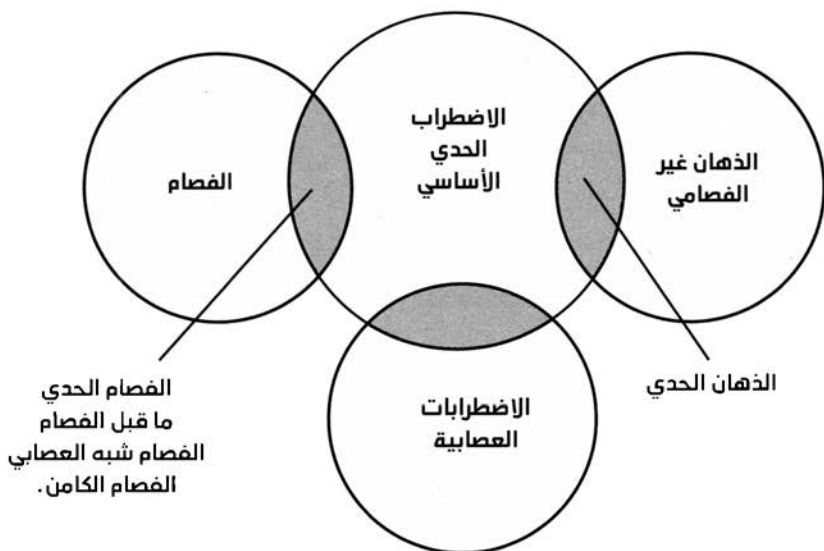 الاضطراب
الحدي
الأساسي
الذهان غير
الفصامي
الفصام
الذهان الحدي
الاضطرابات
العصابية
الفصام الحدي
ما قبل الفصام
الفصام شبه العصابي
الفصام الكامن.